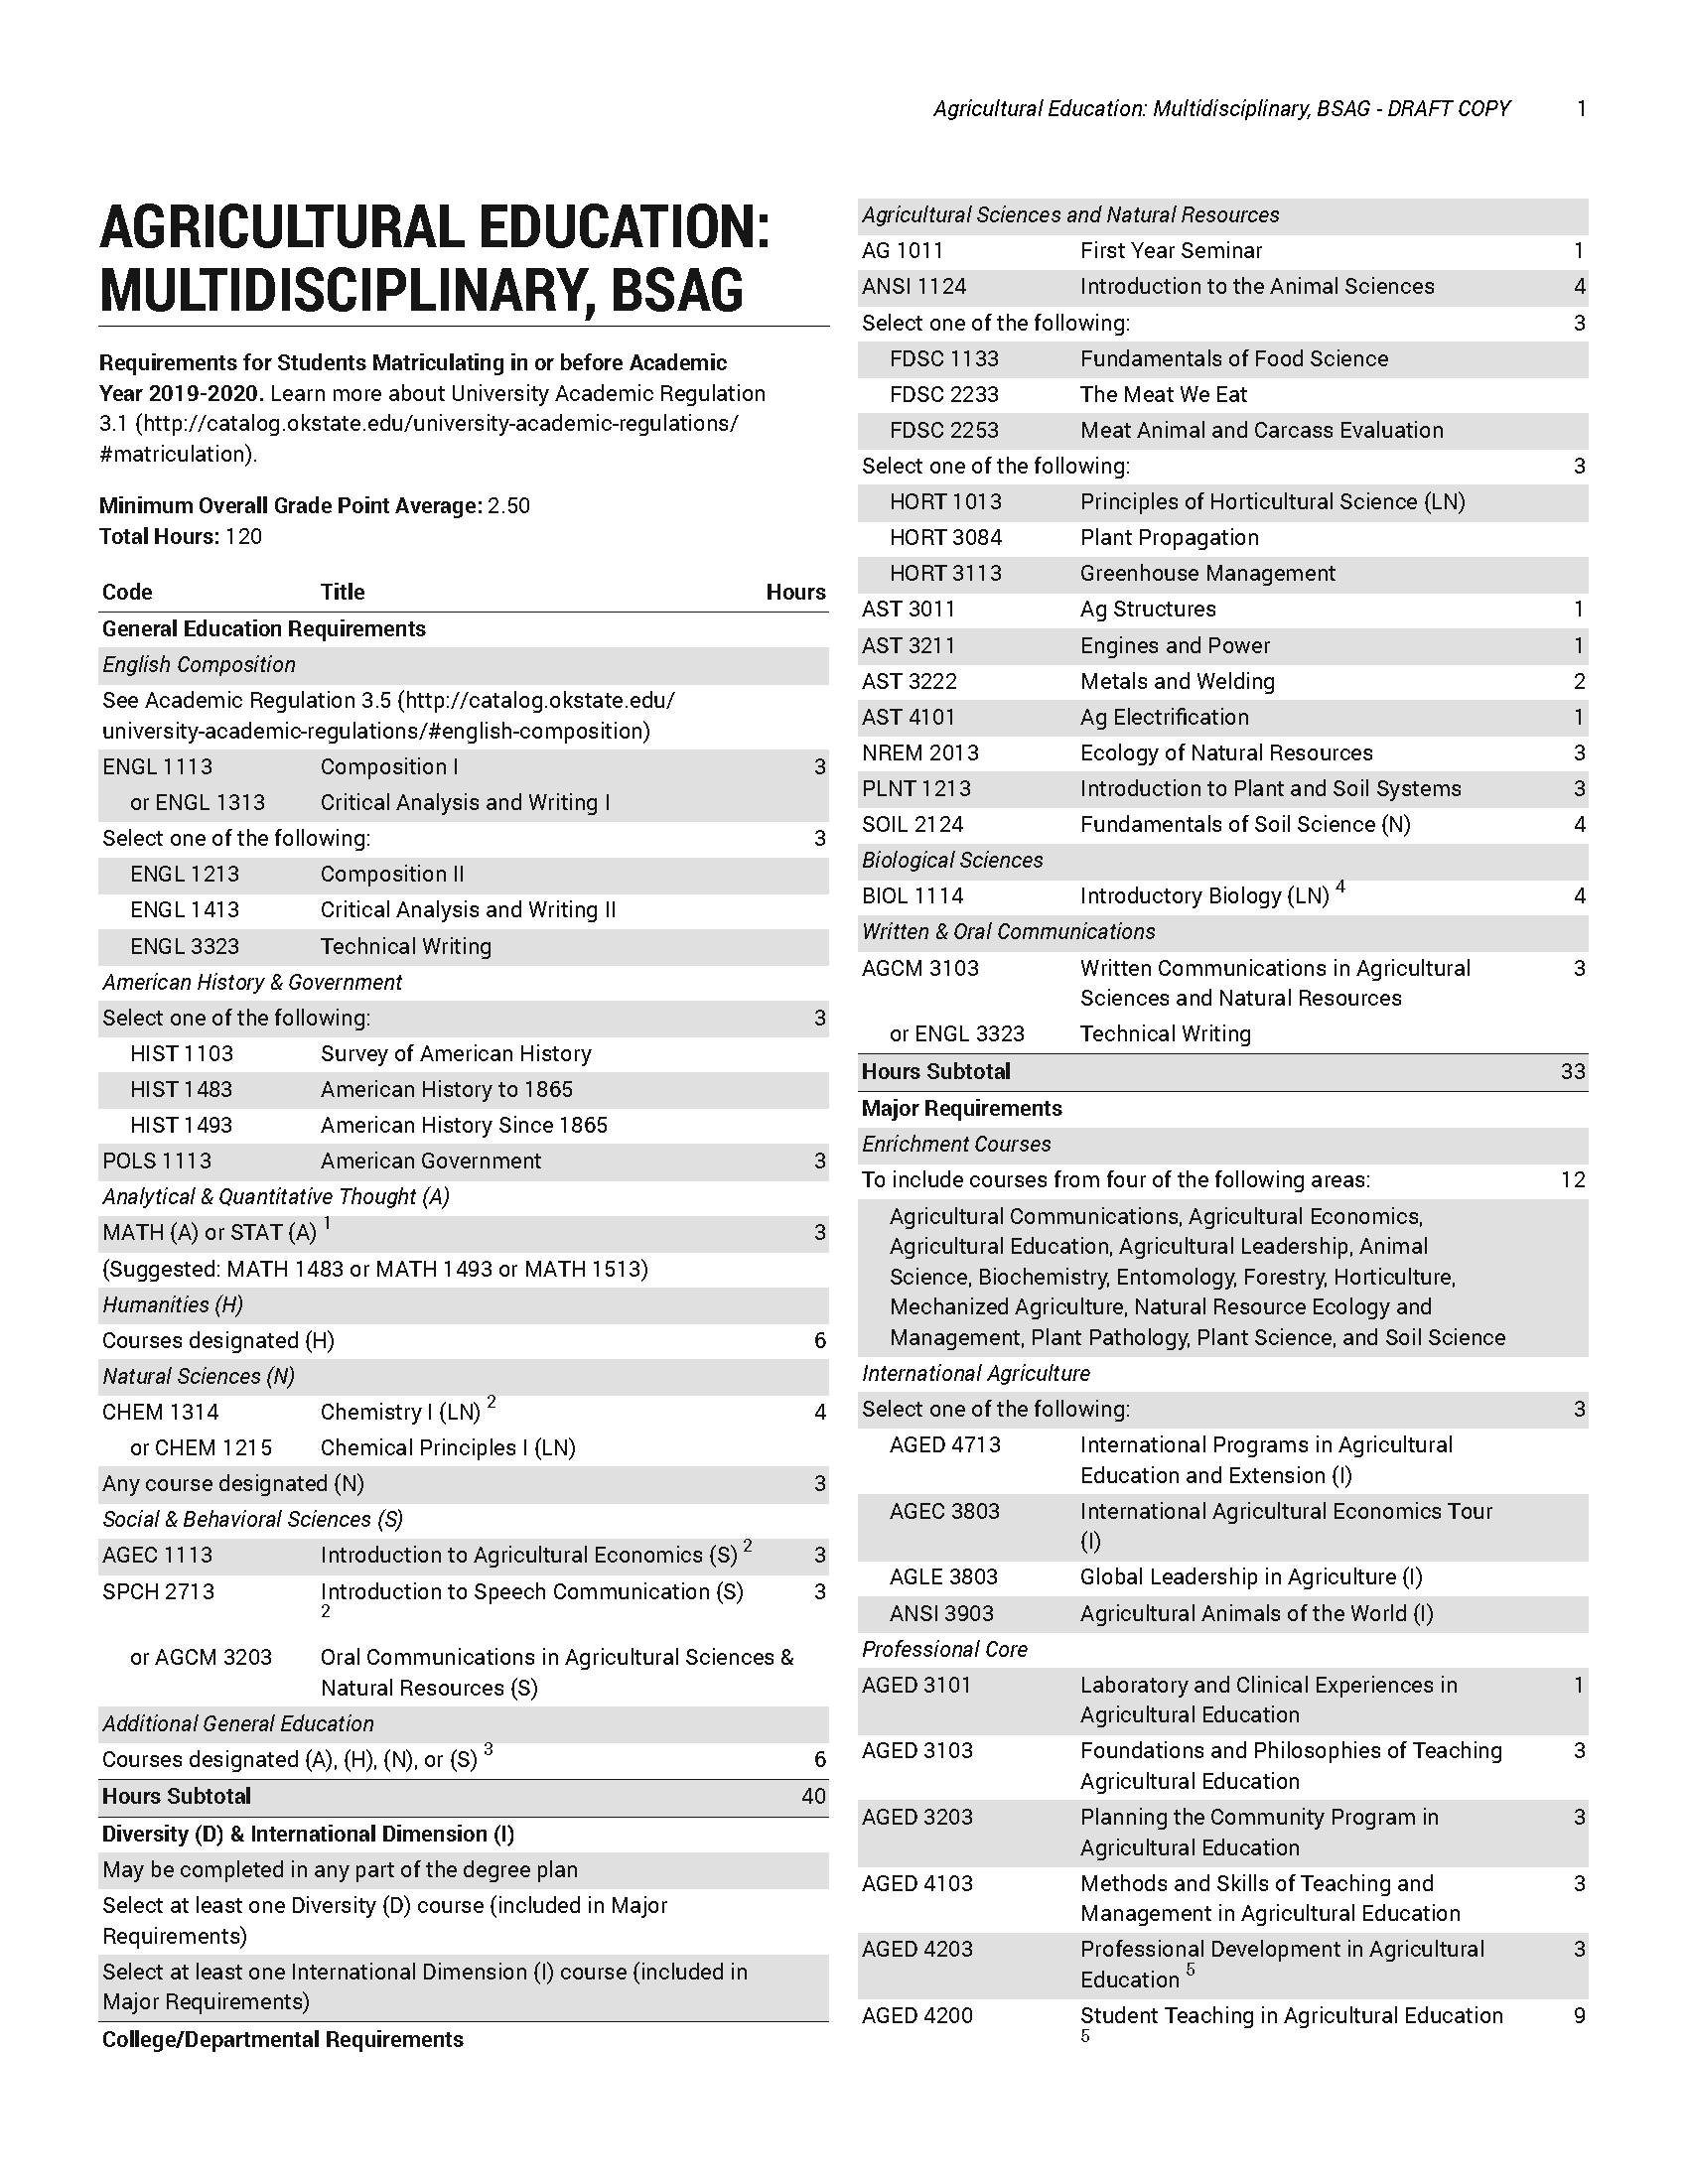 Agricultural Education: Multidisciplinary, BSAG - DRAFT COPY 1
AGRICULTURAL EDUCATION:
MULTIDISCIPLINARY, BSAG
Requirements for Students Matriculating in or before Academic
Year 2019-2020. Learn more about University Academic Regulation
3.1 (http://catalog.okstate.edu/university-academic-regulations/
#matriculation).
Minimum Overall Grade Point Average: 2.50
Total Hours: 120
Code Title Hours
General Education Requirements
English Composition
See Academic Regulation 3.5 (http://catalog.okstate.edu/
university-academic-regulations/#english-composition)
ENGL 1113 Composition I 3
or ENGL 1313 Critical Analysis and Writing I
Select one of the following: 3
ENGL 1213 Composition II
ENGL 1413 Critical Analysis and Writing II
ENGL 3323 Technical Writing
American History & Government
Select one of the following: 3
HIST 1103 Survey of American History
HIST 1483 American History to 1865
HIST 1493 American History Since 1865
POLS 1113 American Government 3
Analytical & Quantitative Thought (A)
MATH (A) or STAT (A) 1 3
(Suggested: MATH 1483 or MATH 1493 or MATH 1513)
Humanities (H)
Courses designated (H) 6
Natural Sciences (N)
CHEM 1314 Chemistry I (LN) 2 4
or CHEM 1215 Chemical Principles I (LN)
Any course designated (N) 3
Social & Behavioral Sciences (S)
AGEC 1113 Introduction to Agricultural Economics (S) 2 3
SPCH 2713 Introduction to Speech Communication (S) 3
2
or AGCM 3203 Oral Communications in Agricultural Sciences &
Natural Resources (S)
Additional General Education
Courses designated (A), (H), (N), or (S) 3 6
Hours Subtotal 40
Diversity (D) & International Dimension (I)
May be completed in any part of the degree plan
Select at least one Diversity (D) course (included in Major
Requirements)
Select at least one International Dimension (I) course (included in
Major Requirements)
College/Departmental Requirements
Agricultural Sciences and Natural Resources
AG 1011 First Year Seminar 1
ANSI 1124 Introduction to the Animal Sciences 4
Select one of the following: 3
FDSC 1133 Fundamentals of Food Science
FDSC 2233 The Meat We Eat
FDSC 2253 Meat Animal and Carcass Evaluation
Select one of the following: 3
HORT 1013 Principles of Horticultural Science (LN)
HORT 3084 Plant Propagation
HORT 3113 Greenhouse Management
AST 3011 Ag Structures 1
AST 3211 Engines and Power 1
AST 3222 Metals and Welding 2
AST 4101 Ag Electrification 1
NREM 2013 Ecology of Natural Resources 3
PLNT 1213 Introduction to Plant and Soil Systems 3
SOIL 2124 Fundamentals of Soil Science (N) 4
Biological Sciences
BIOL 1114 Introductory Biology (LN) 4 4
Written & Oral Communications
AGCM 3103 Written Communications in Agricultural 3
Sciences and Natural Resources
or ENGL 3323 Technical Writing
Hours Subtotal 33
Major Requirements
Enrichment Courses
To include courses from four of the following areas: 12
Agricultural Communications, Agricultural Economics,
Agricultural Education, Agricultural Leadership, Animal
Science, Biochemistry, Entomology, Forestry, Horticulture,
Mechanized Agriculture, Natural Resource Ecology and
Management, Plant Pathology, Plant Science, and Soil Science
International Agriculture
Select one of the following: 3
AGED 4713 International Programs in Agricultural
Education and Extension (I)
AGEC 3803 International Agricultural Economics Tour
(I)
AGLE 3803 Global Leadership in Agriculture (I)
ANSI 3903 Agricultural Animals of the World (I)
Professional Core
AGED 3101 Laboratory and Clinical Experiences in 1
Agricultural Education
AGED 3103 Foundations and Philosophies of Teaching 3
Agricultural Education
AGED 3203 Planning the Community Program in 3
Agricultural Education
AGED 4103 Methods and Skills of Teaching and 3
Management in Agricultural Education
AGED 4203 Professional Development in Agricultural 3
Education 5
AGED 4200 Student Teaching in Agricultural Education 9
5